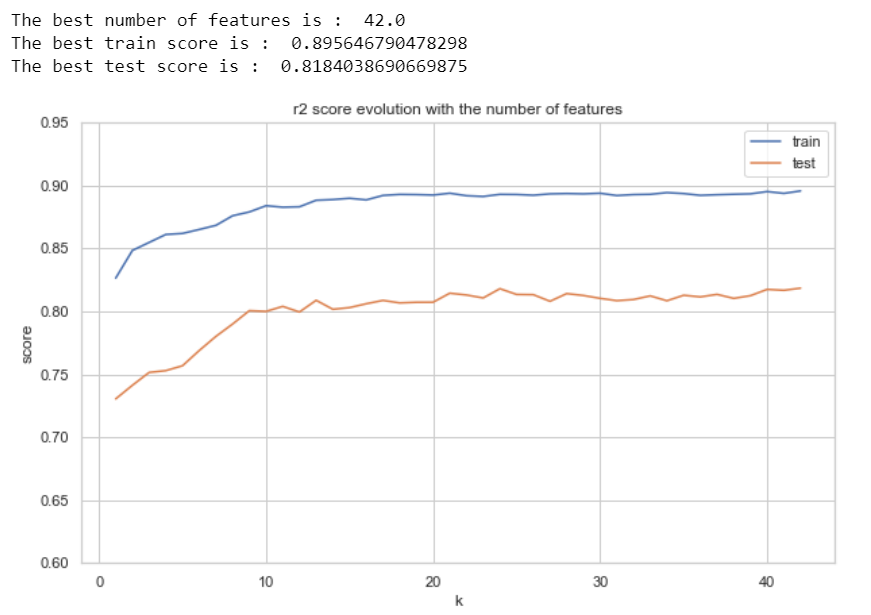 The best number of features is :  42.0
The best train score is :  0.895646790478298
The best test score is :  0.8184038690669875
r2 score evolution with the number of features
train
test
0.95
0.90
0.85
0.80
0.75
0.70
0.65
0.60
score
0 10 20 30 40
k